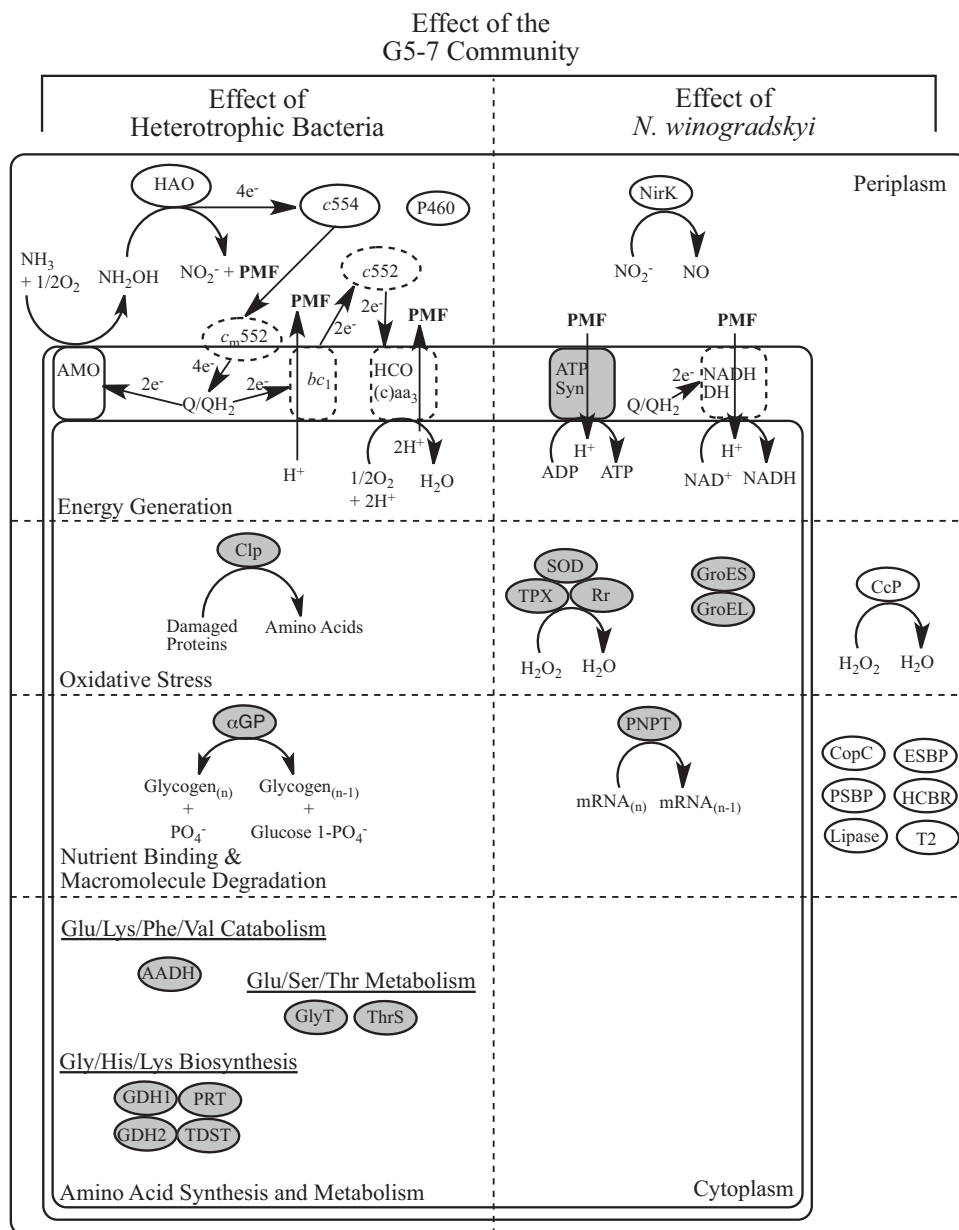 Effect of the
G5-7 Community
Effect of
Heterotrophic Bacteria
Effect of
N. winogradskyi
Periplasm
HAO
4e-
c554
P460
NH3
+ 1/2O2
NH2OH
NO2- + PMF
c552
PMF
2e-
2e-
PMF
cm552
AMO
2e-
4e-
Q/QH2
2e-
bc1
HCO
(c)aa3
H+
2H+
1/2O2
+ 2H+
H2O
Energy Generation
NirK
NO2-
NO
PMF
PMF
ATP
Syn
2e-
Q/QH2
NADH
DH
H+
ADP
ATP
H+
NAD+
NADH
Clp
Damaged
Proteins
Amino Acids
Oxidative Stress
SOD
TPX
Rr
H2O2
H2O
GroES
GroEL
CcP
H2O2
H2O
αGP
Glycogen(n)
+
PO4-
Glycogen(n-1)
+
Glucose 1-PO4-
Nutrient Binding &
Macromolecule Degradation
PNPT
mRNA(n)
mRNA(n-1)
CopC
ESBP
PSBP
HCBR
Lipase
T2
Glu/Lys/Phe/Val Catabolism
AADH
Glu/Ser/Thr Metabolism
GlyT
ThrS
Gly/His/Lys Biosynthesis
GDH1
PRT
GDH2
TDST
Amino Acid Synthesis and Metabolism
Cytoplasm